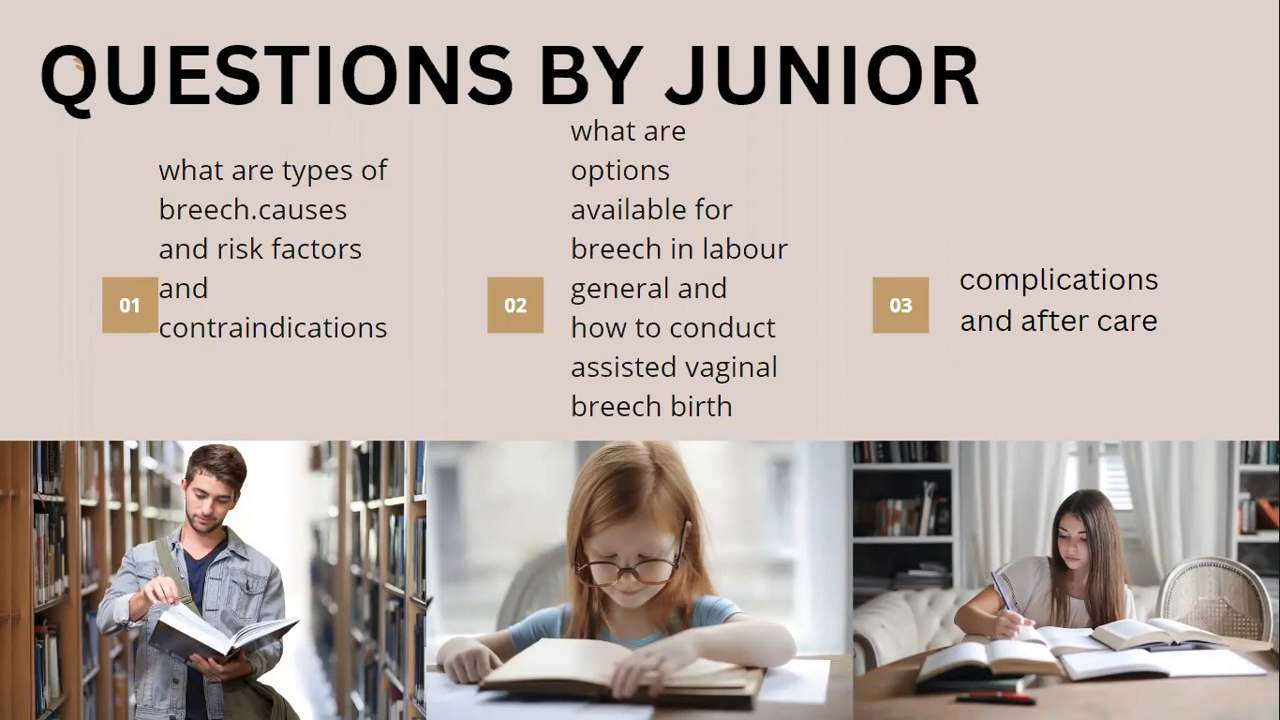 QUESTIONS BY JUNIOR
01
what are types of
breech.causes
and risk factors
and
contraindications
02
what are
options
available for
breech in labour
general and
how to conduct
assisted vaginal
breech birth
03
complications
and after care